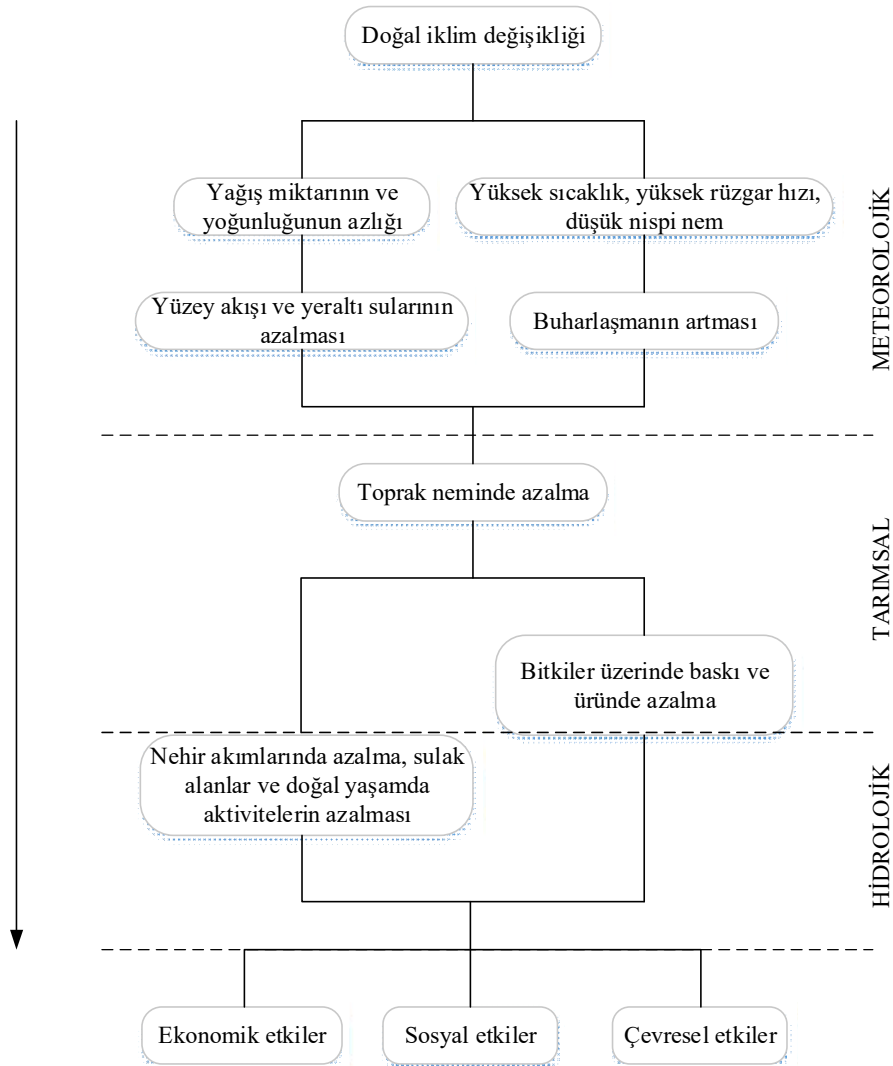 Doğal iklim değişikliği
Yağış miktarının ve
yoğunluğunun azlığı
Yüksek sıcaklık, yüksek rüzgar hızı,
düşük nispi nem
Yüzey akışı ve yeraltı sularının
azalması
Buharlaşmanın artması
METEOROLOJİK
Toprak neminde azalma
Bitkiler üzerinde baskı ve
üründe azalma
TARIMSAL
Nehir akımlarında azalma, sulak
alanlar ve doğal yaşamda
aktivitelerin azalması
HİDROLOJİK
Ekonomik etkiler
Sosyal etkiler
Çevresel etkiler